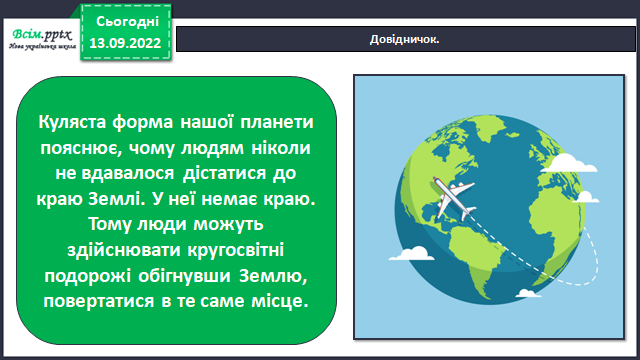 Всім.pptx
Нова українська школа
Сьогодні
13.09.2022
Довідничок.
Куляста форма нашої планети
пояснює, чому людям ніколи
не вдавалося дістатися до
краю Землі. У неї немає краю.
Тому люди можуть
здійснювати кругосвітні
подорожі обігнувши Землю,
повертатися в те саме місце.